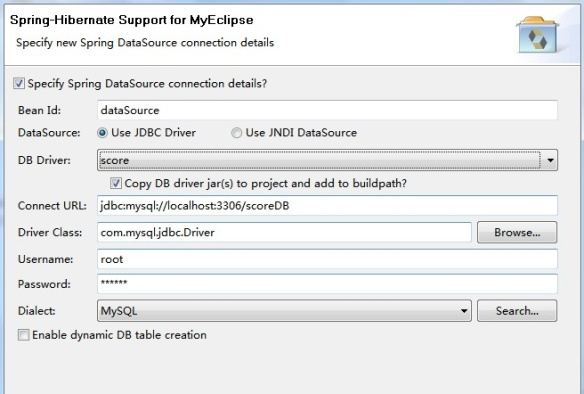 Spring-Hibernate Support for MyEclipse
Specify new Spring DataSource connection details
Specify Spring DataSource connection details?
Bean Id: dataSource
DataSource: Use JDBC Driver Use JNDI DataSource
DB Driver: score
Copy DB driver jar(s) to project and add to buildpath?
Connect URL: jdbc:mysql://localhost:3306/scoreDB
Driver Class: com.mysql.jdbc.Driver Browse...
Username: root
Password: ******
Dialect: MySQL Search...
Enable dynamic DB table creation